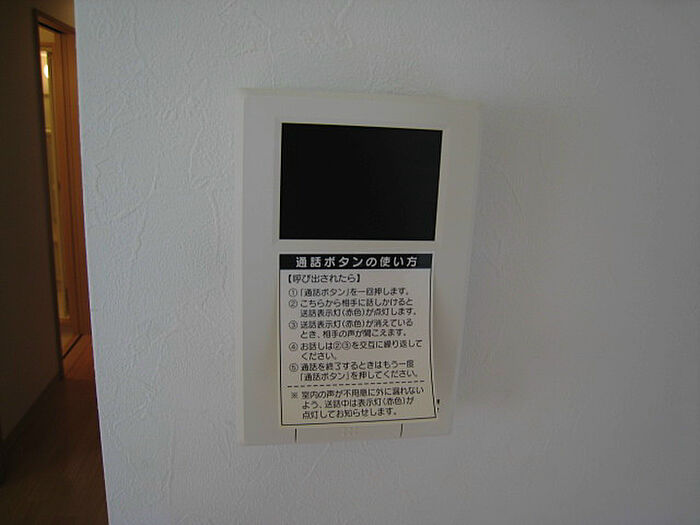 通話ボタンの使い方
【呼び出されたら】
①「通話ボタン」を一回押します。
② こちらから相手に話しかけると
送話表示灯(赤色)が点灯します。
③ 送話表示灯(赤色)が消えている
とき、相手の声が聞こえます。
④ お話しは②③を交互に繰り返して
ください。
⑤ 通話を終了するときはもう一度
「通話ボタン」を押してください。
※ 室内の声が不用意に外に漏れない
よう、送話中は表示灯(赤色)が
点灯してお知らせします。